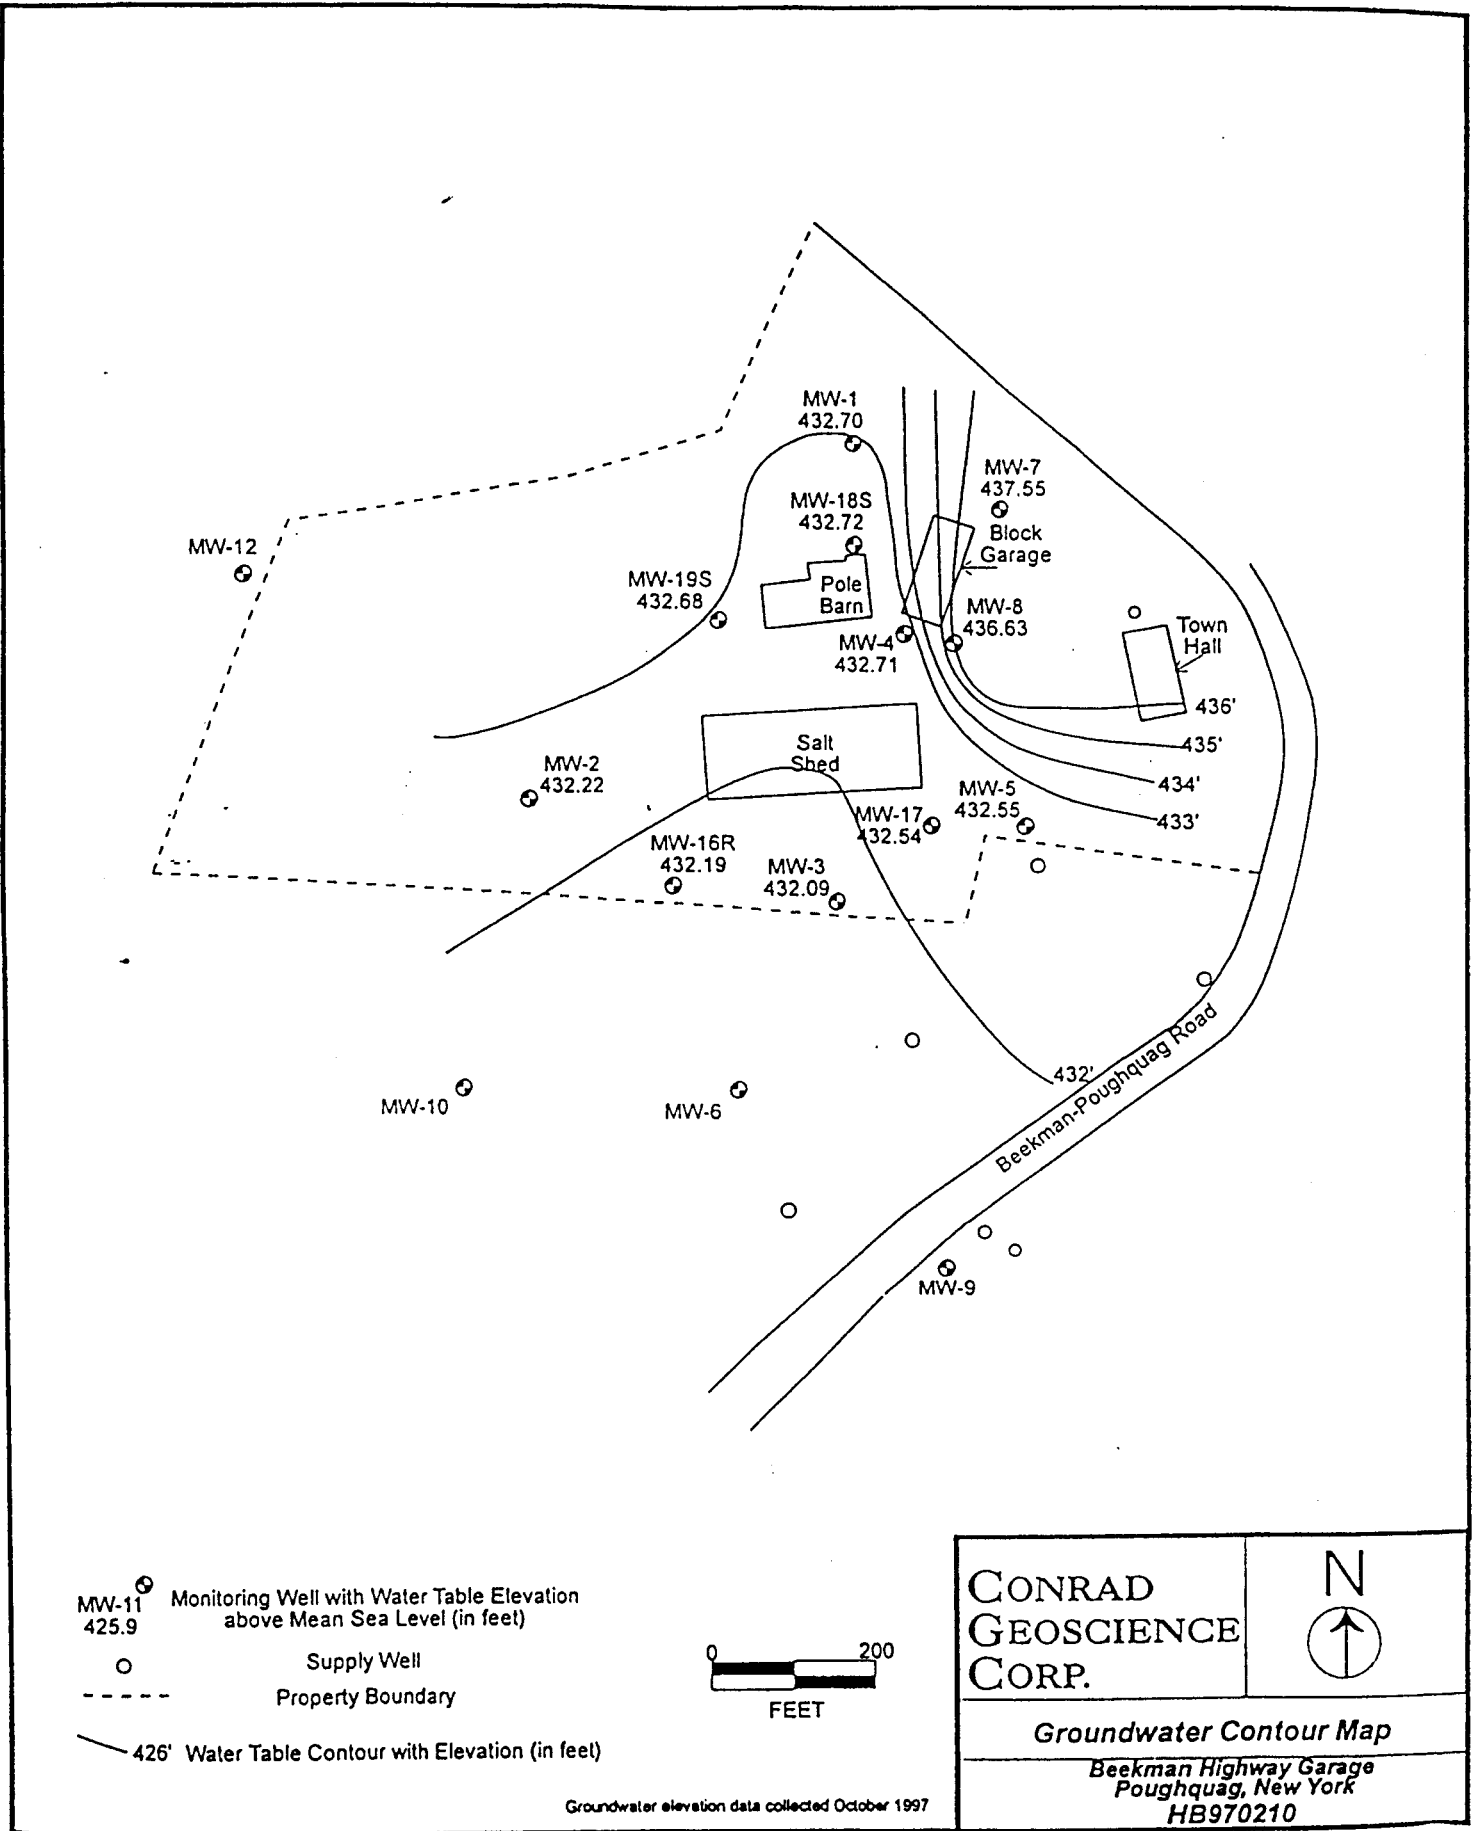 MW-1
432.70
MW-7
437.55
MW-18S
432.72
Block
Garage
MW-12
MW-19S
432.68
Pole
Barn
MW-8
436.63
MW-4
432.71
Town
Hall
436'
435'
434'
433'
Salt
Shed
MW-2
432.22
MW-5
432.55
MW-17
432.54
MW-16R
432.19
MW-3
432.09
432'
Beekman-Poughquag Road
MW-10
MW-6
MW-9
MW-11
425.9
Monitoring Well with Water Table Elevation
above Mean Sea Level (in feet)
Supply Well
Property Boundary
426' Water Table Contour with Elevation (in feet)
0 200
FEET
Groundwater elevation data collected October 1997
CONRAD
GEOSCIENCE
CORP.
N
Groundwater Contour Map
Beekman Highway Garage
Poughquag, New York
HB970210